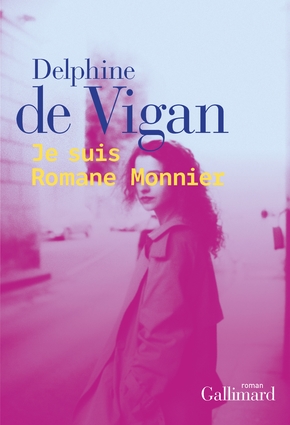 Delphine
de Vigan
Je suis
Romane Monnier
roman
Gallimard